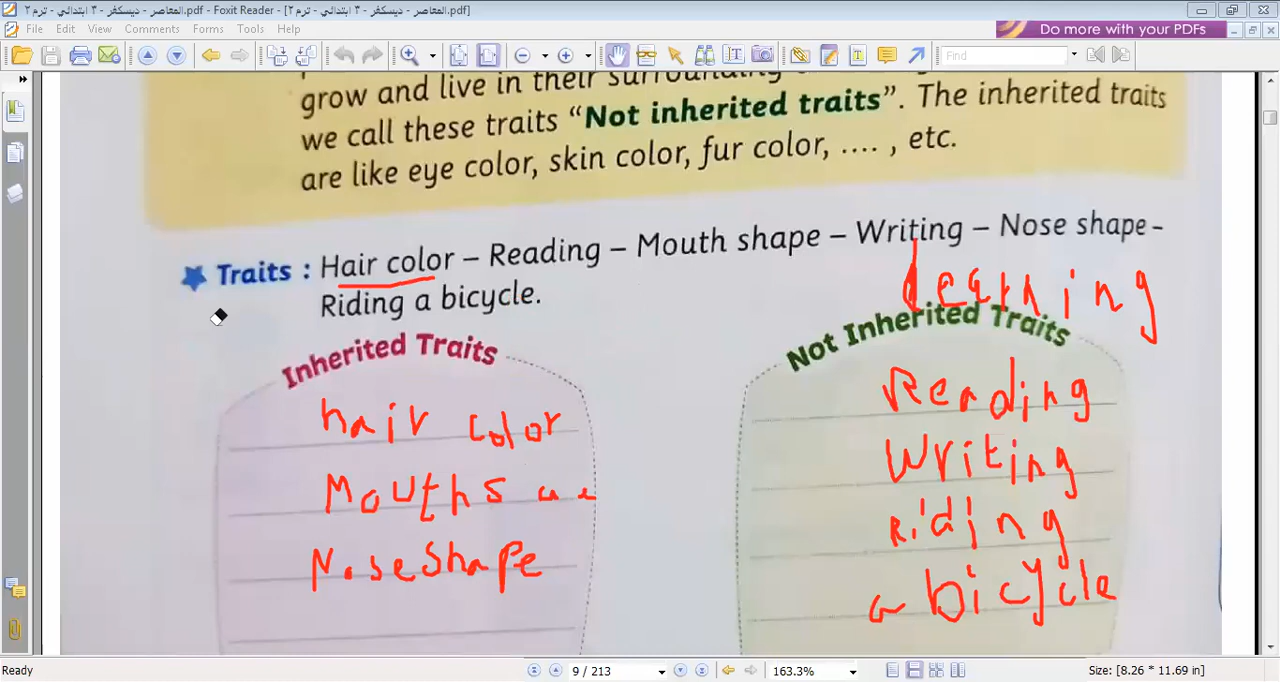 المعاصر - ديسكفر - ٣ ابتدائي - ترم ٢.pdf - Foxit Reader - [المعاصر - ديسكفر - ٣ ابتدائي - ترم ٢.pdf]
File Edit View Comments Forms Tools Help
Do more with your PDFs
Find
grow and live in their surrounding
we call these traits “Not inherited traits”. The inherited traits
are like eye color, skin color, fur color, .... , etc.
Traits : Hair color – Reading – Mouth shape – Writing – Nose shape –
Riding a bicycle.
Learning
Inherited Traits
hair color
Mouth
Nose shape
Not Inherited Traits
Reading
Writing
Riding
a bicycle
Ready
9 / 213
163.3%
Size: [8.26 * 11.69 in]